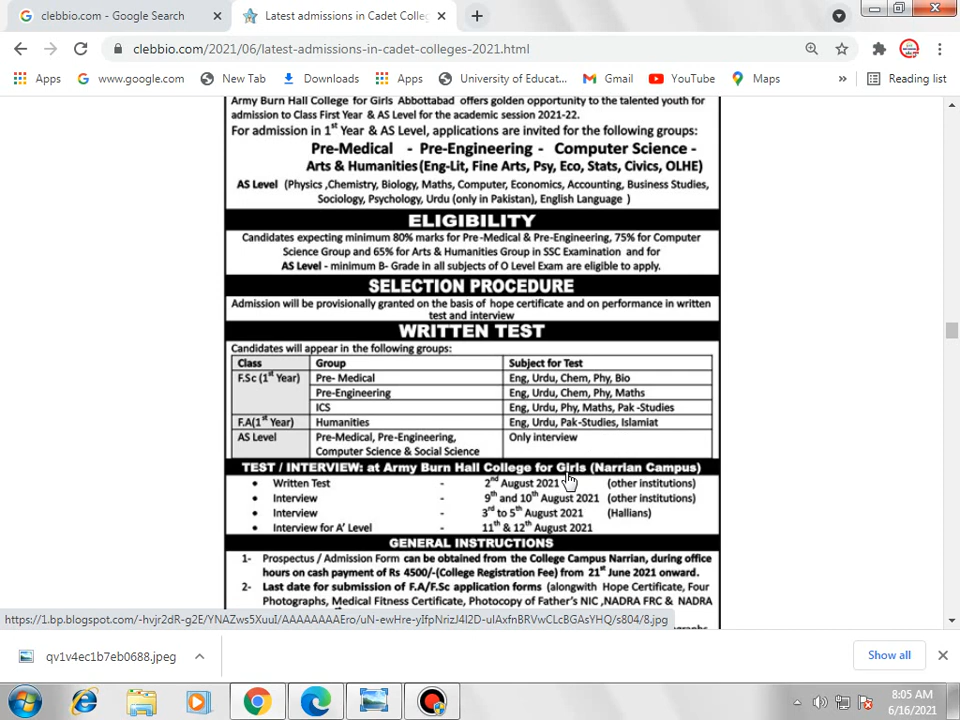 clebbio.com - Google Search
Latest admissions in Cadet Colleg
clebbio.com/2021/06/latest-admissions-in-cadet-colleges-2021.html
Apps
www.google.com
New Tab
Downloads
Apps
University of Educat...
Gmail
YouTube
Maps
»
Reading list
Army Burn Hall College for Girls Abbottabad offers golden opportunity to the talented youth for
admission to Class First Year & AS Level for the academic session 2021-22.
For admission in 1st Year & AS Level, applications are invited for the following groups:
Pre-Medical - Pre-Engineering - Computer Science -
Arts & Humanities (Eng-Lit, Fine Arts, Psy, Eco, Stats, Civics, OLHE)
AS Level (Physics ,Chemistry, Biology, Maths, Computer, Economics, Accounting, Business Studies,
Sociology, Psychology, Urdu (only in Pakistan), English Language )
ELIGIBILITY
Candidates expecting minimum 80% marks for Pre-Medical & Pre-Engineering, 75% for Computer
Science Group and 65% for Arts & Humanities Group in SSC Examination and for
AS Level - minimum B- Grade in all subjects of O Level Exam are eligible to apply.
SELECTION PROCEDURE
Admission will be provisionally granted on the basis of hope certificate and on performance in written
test and interview
WRITTEN TEST
Candidates will appear in the following groups:
Class Group Subject for Test
F.Sc (1st Year) Pre- Medical Eng, Urdu, Chem, Phy, Bio
Pre-Engineering Eng, Urdu, Chem, Phy, Maths
ICS Eng, Urdu, Phy, Maths, Pak -Studies
F.A(1st Year) Humanities Eng, Urdu, Pak-Studies, Islamiat
AS Level Pre-Medical, Pre-Engineering, Only interview
Computer Science & Social Science
TEST / INTERVIEW: at Army Burn Hall College for Girls (Narrian Campus)
• Written Test - 2nd August 2021 (other institutions)
• Interview - 9th and 10th August 2021 (other institutions)
• Interview - 3rd to 5th August 2021 (Hallians)
• Interview for A' Level - 11th & 12th August 2021
GENERAL INSTRUCTIONS
1- Prospectus / Admission Form can be obtained from the College Campus Narrian, during office
hours on cash payment of Rs 4500/-(College Registration Fee) from 21st June 2021 onward.
2- Last date for submission of F.A/F.Sc application forms (alongwith Hope Certificate, Four
Photographs, Medical Fitness Certificate, Photocopy of Father's NIC ,NADRA FRC & NADRA
https://1.bp.blogspot.com/-hvjr2dR-g2E/YNAZws5XuuI/AAAAAAAAEro/uN-ewHre-yIfpNrizJ4l2D-ulAxfnBRVwCLcBGAsYHQ/s804/8.jpg
qv1v4ec1b7eb0688.jpeg
Show all
8:05 AM
6/16/2021